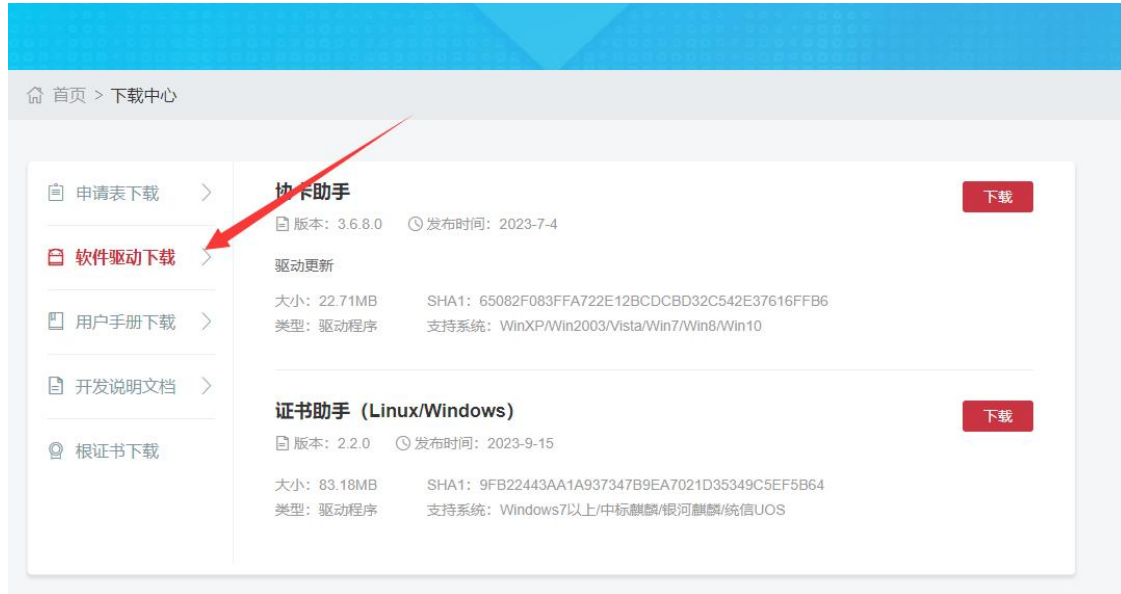 首页 > 下载中心
申请表下载
软件驱动下载
用户手册下载
开发说明文档
根证书下载
协卡助手
下载
版本：3.6.8.0 发布时间：2023-7-4
驱动更新
大小：22.71MB SHA1：65082F083FFA722E12BCDCBD32C542E37616FFB6
类型：驱动程序 支持系统：WinXP/Win2003/Vista/Win7/Win8/Win10
证书助手（Linux/Windows）
下载
版本：2.2.0 发布时间：2023-9-15
大小：83.18MB SHA1：9FB22443AA1A937347B9EA7021D35349C5EF5B64
类型：驱动程序 支持系统：Windows7以上/中标麒麟/银河麒麟/统信UOS